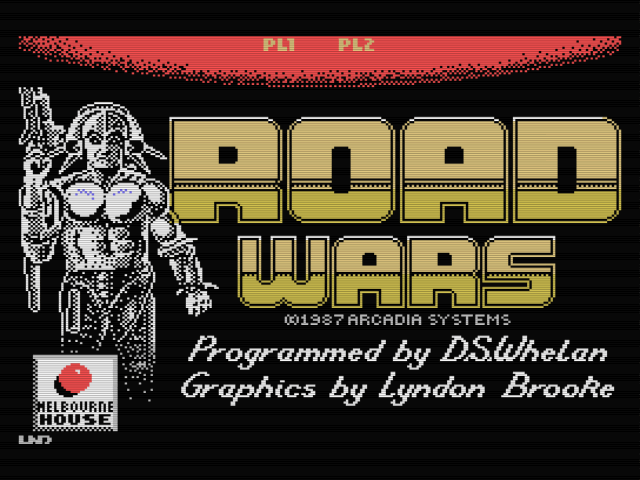 PL1 PL2
ROAD
WARS
©1987 ARCADIA SYSTEMS
Programmed by D.S.Whelan
Graphics by Lyndon Brooke
MELBOURNE
HOUSE